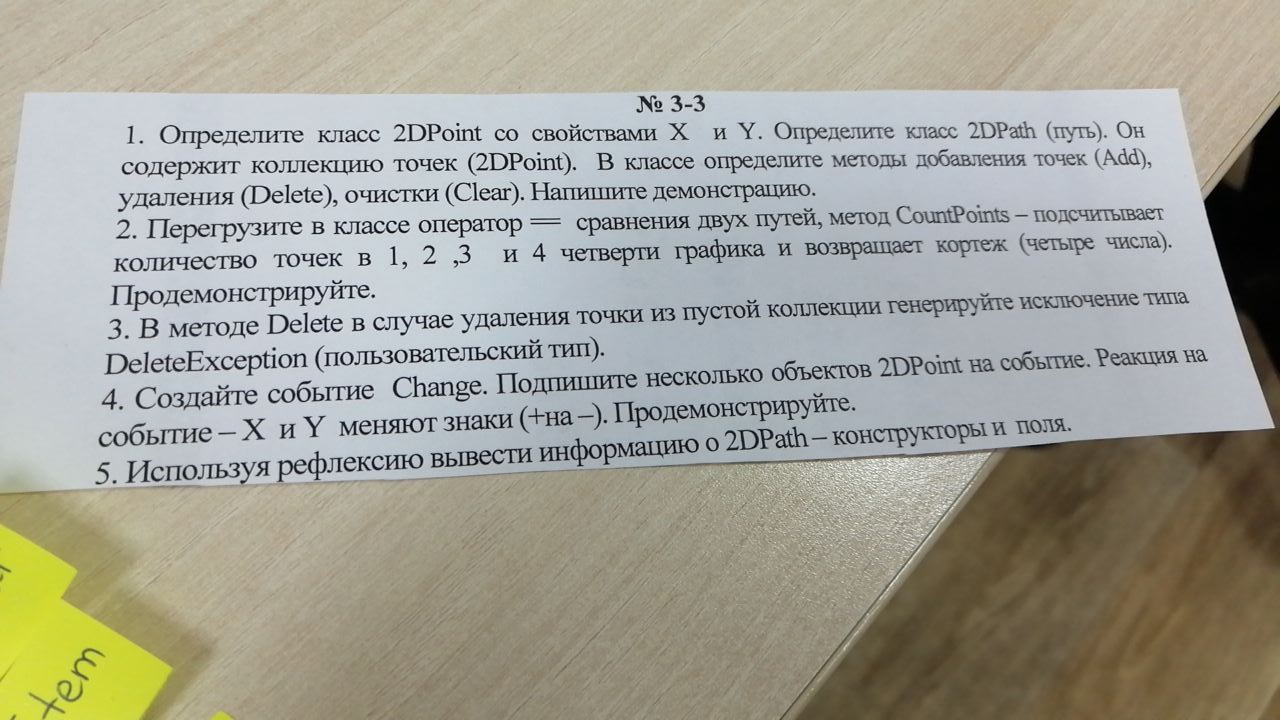 № 3-3
1. Определите класс 2DPoint со свойствами X и Y. Определите класс 2DPath (путь). Он
содержит коллекцию точек (2DPoint). В классе определите методы добавления точек (Add),
удаления (Delete), очистки (Clear). Напишите демонстрацию.
2. Перегрузите в классе оператор == сравнения двух путей, метод CountPoints – подсчитывает
количество точек в 1, 2 ,3 и 4 четверти графика и возвращает кортеж (четыре числа).
Продемонстрируйте.
3. В методе Delete в случае удаления точки из пустой коллекции генерируйте исключение типа
DeleteException (пользовательский тип).
4. Создайте событие Change. Подпишите несколько объектов 2DPoint на событие. Реакция на
событие – X и Y меняют знаки (+на –). Продемонстрируйте.
5. Используя рефлексию вывести информацию о 2DPath – конструкторы и поля.
tem